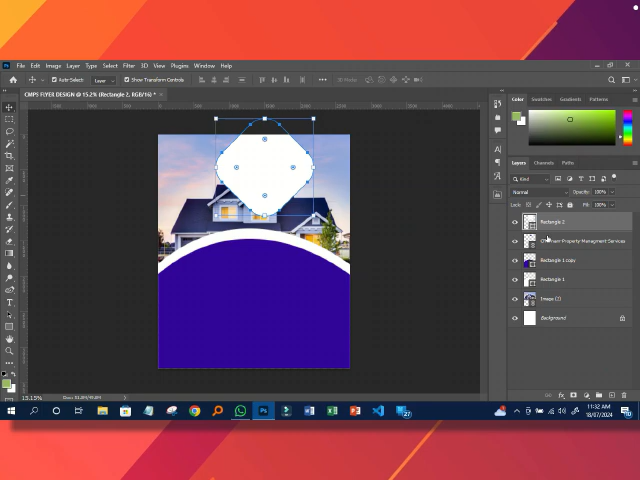 File Edit Image Layer Type Select Filter 3D View Plugins Window Help
Auto-Select: Layer Show Transform Controls 3D Mode:
CMPS FLYER DESIGN @ 15.2% (Rectangle 2, RGB/16) *
Color Swatches Gradients Patterns
Layers Channels Paths
Kind
Normal Opacity: 100%
Lock: Fill: 100%
Rectangle 2
Property Managment Services
Rectangle 1 copy
Rectangle 1
Image (1)
Background
15.15%
11:32 AM
18/07/2024
27